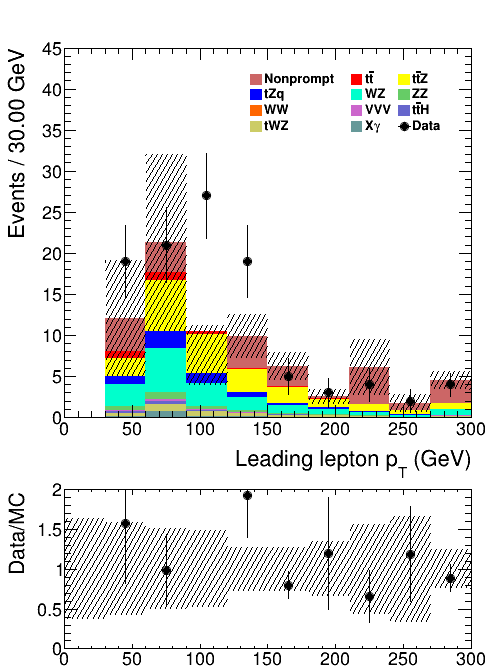 45
40
35
30
25
20
15
10
5
0
Events / 30.00 GeV
Nonprompt tt̄ tt̄Z
tZq WZ ZZ
WW VVV tt̄H
tWZ Xγ Data
0 50 100 150 200 250 300
Leading lepton p_T (GeV)
2
1.5
1
0.5
0
Data/MC
0 50 100 150 200 250 300